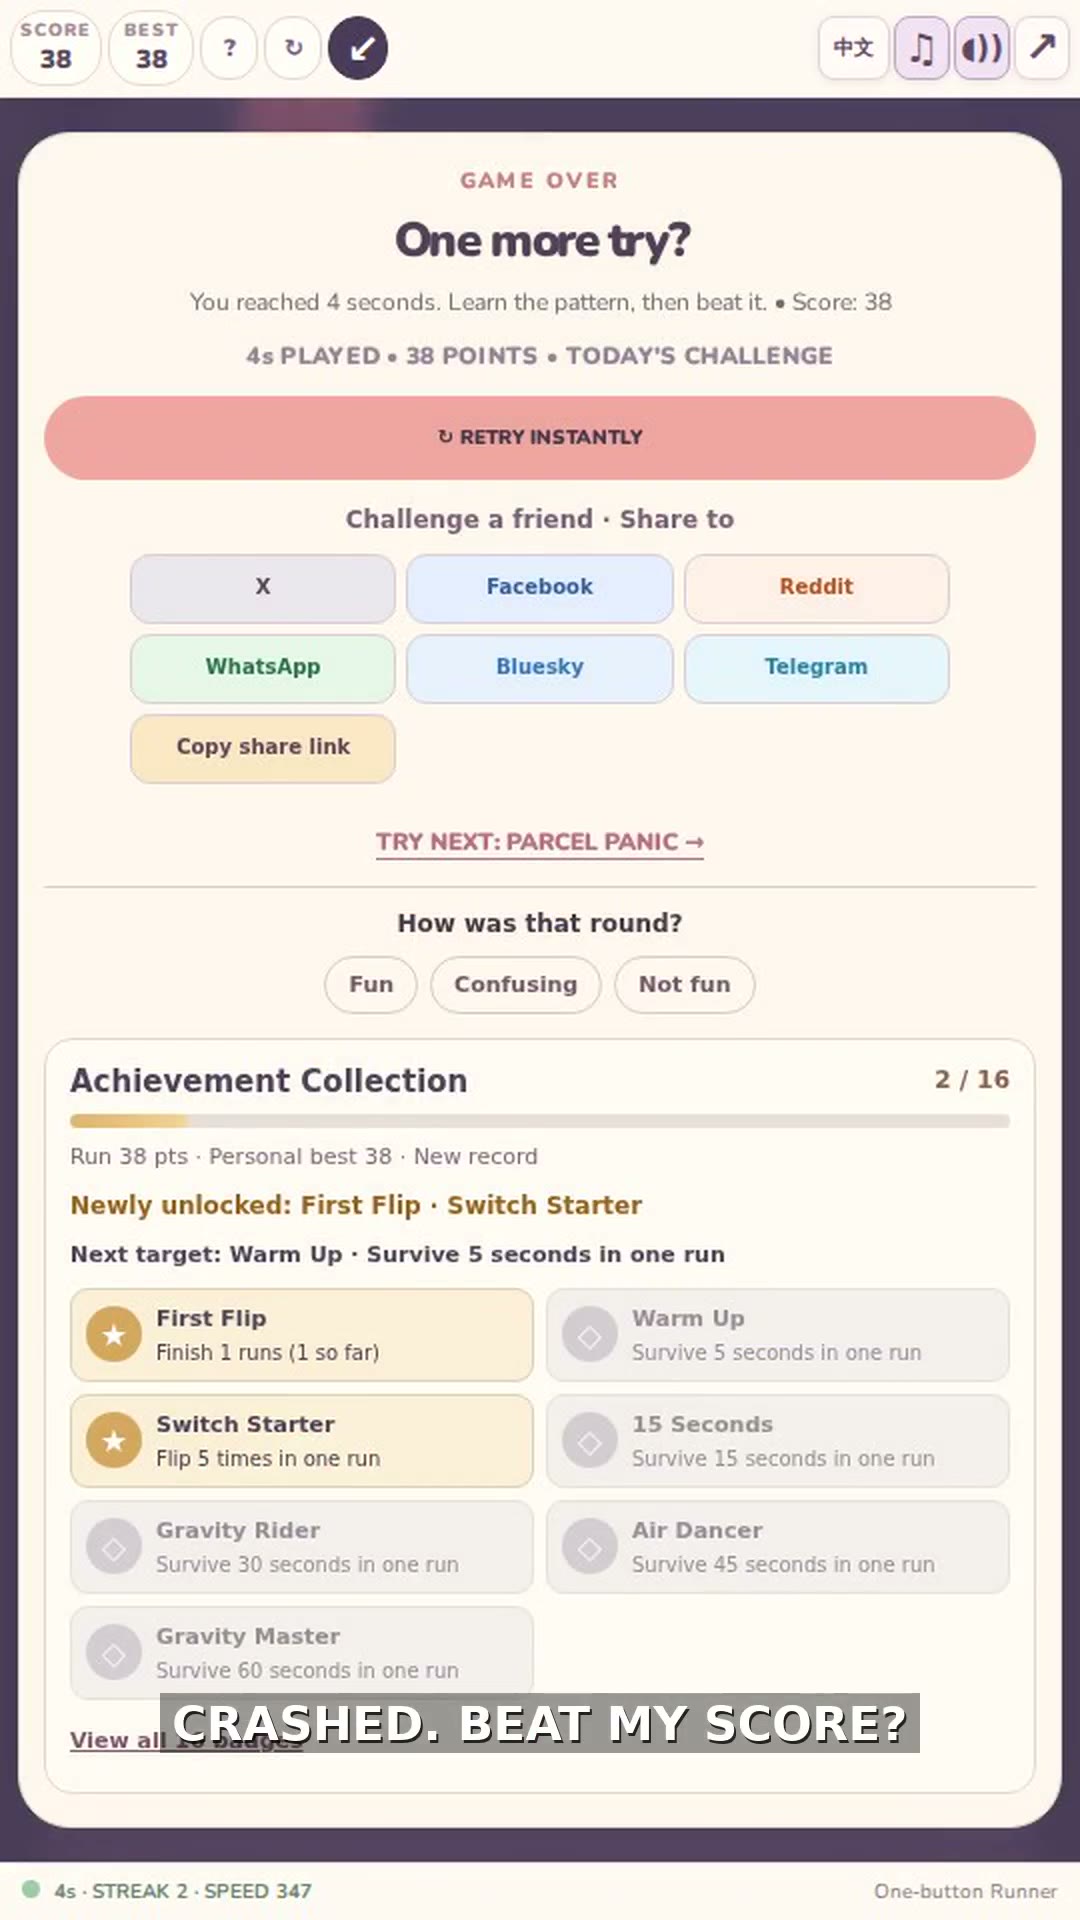 SCORE
38
BEST
38
?
↻
↙
中文
♫
↗
GAME OVER
One more try?
You reached 4 seconds. Learn the pattern, then beat it. • Score: 38
4s PLAYED • 38 POINTS • TODAY'S CHALLENGE
↻ RETRY INSTANTLY
Challenge a friend · Share to
X
Facebook
Reddit
WhatsApp
Bluesky
Telegram
Copy share link
TRY NEXT: PARCEL PANIC →
How was that round?
Fun
Confusing
Not fun
Achievement Collection
2 / 16
Run 38 pts · Personal best 38 · New record
Newly unlocked: First Flip · Switch Starter
Next target: Warm Up · Survive 5 seconds in one run
First Flip
Finish 1 runs (1 so far)
Warm Up
Survive 5 seconds in one run
Switch Starter
Flip 5 times in one run
15 Seconds
Survive 15 seconds in one run
Gravity Rider
Survive 30 seconds in one run
Air Dancer
Survive 45 seconds in one run
Gravity Master
Survive 60 seconds in one run
CRASHED. BEAT MY SCORE?
View all 16 badges
4s · STREAK 2 · SPEED 347
One-button Runner